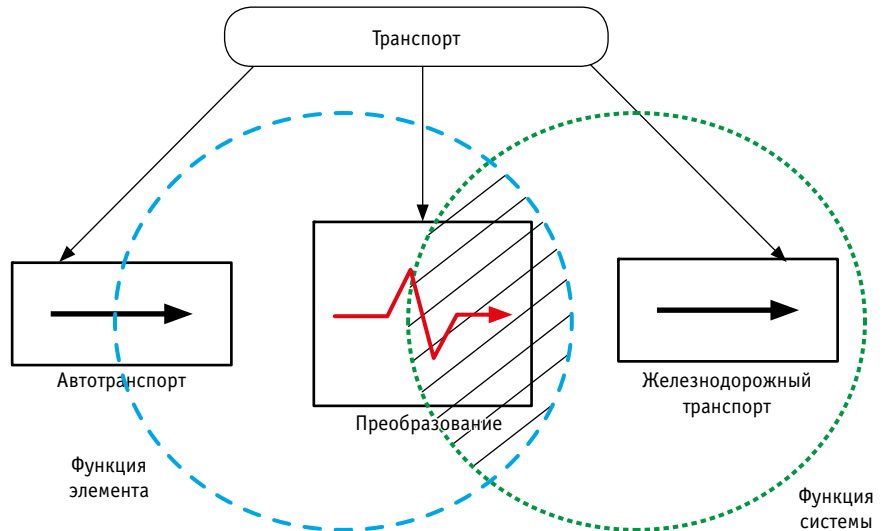 Транспорт
Автотранспорт
Преобразование
Железнодорожный
транспорт
Функция
элемента
Функция
системы